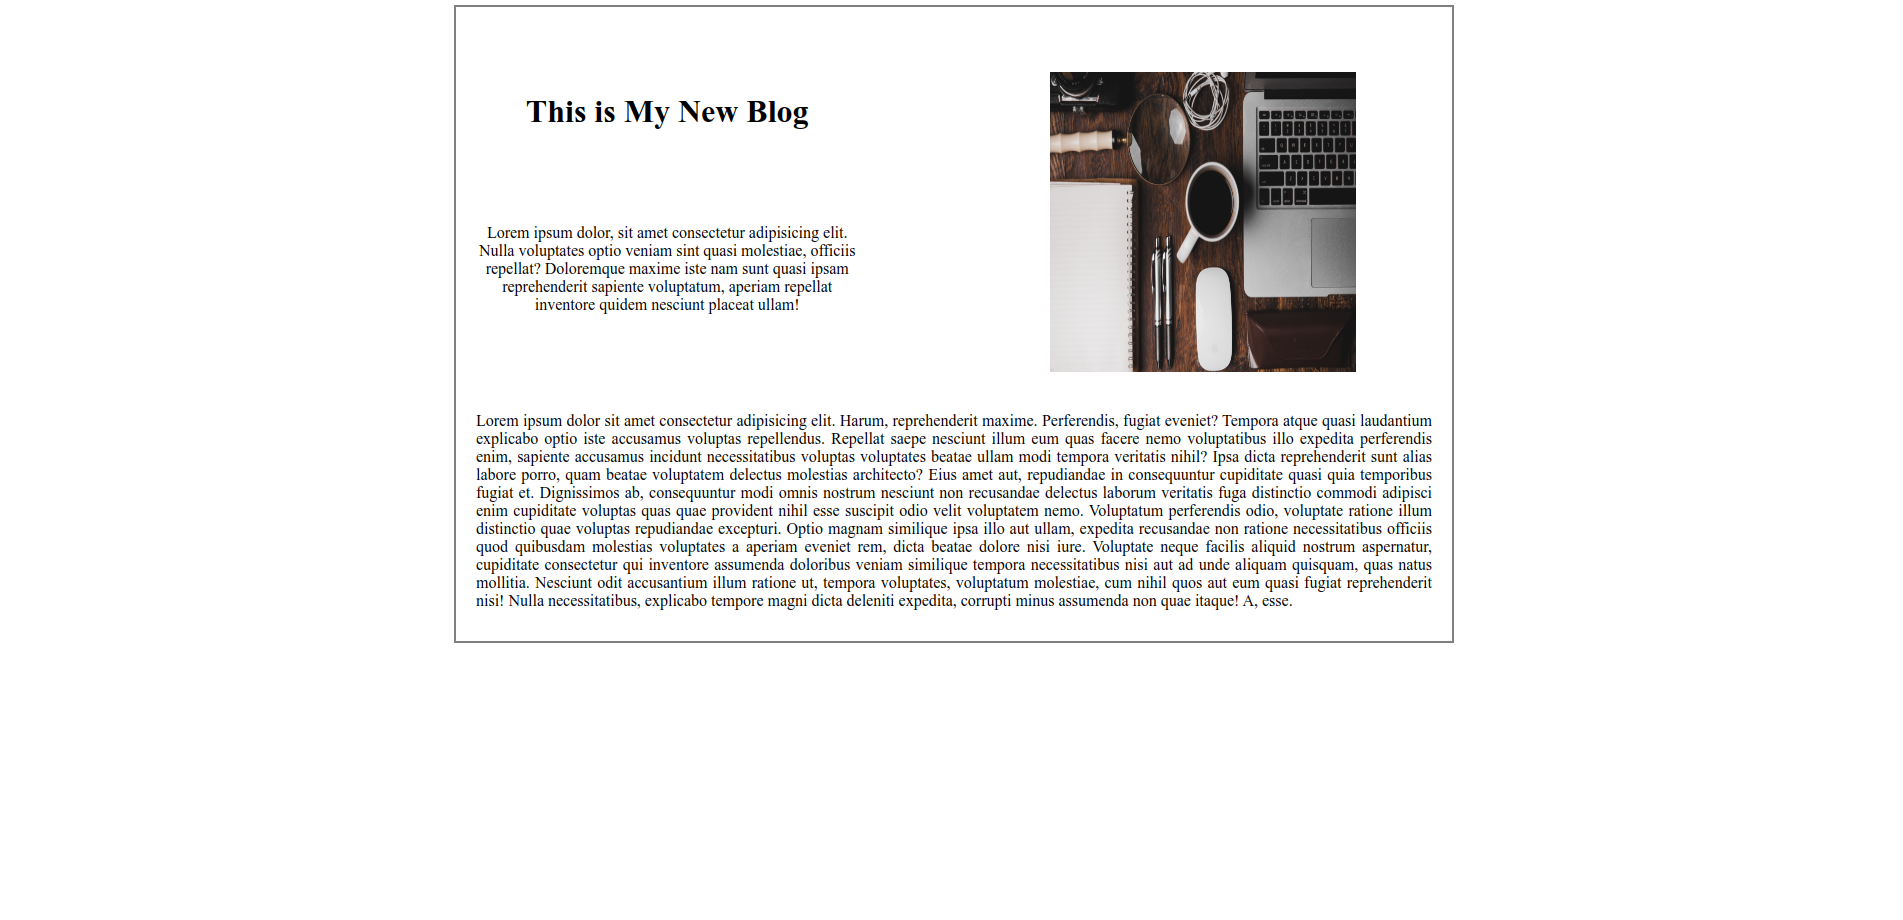 This is My New Blog
Lorem ipsum dolor, sit amet consectetur adipisicing elit.
Nulla voluptates optio veniam sint quasi molestiae, officiis
repellat? Doloremque maxime iste nam sunt quasi ipsam
reprehenderit sapiente voluptatum, aperiam repellat
inventore quidem nesciunt placeat ullam!
Lorem ipsum dolor sit amet consectetur adipisicing elit. Harum, reprehenderit maxime. Perferendis, fugiat eveniet? Tempora atque quasi laudantium
explicabo optio iste accusamus voluptas repellendus. Repellat saepe nesciunt illum eum quas facere nemo voluptatibus illo expedita perferendis
enim, sapiente accusamus incidunt necessitatibus voluptas voluptates beatae ullam modi tempora veritatis nihil? Ipsa dicta reprehenderit sunt alias
labore porro, quam beatae voluptatem delectus molestias architecto? Eius amet aut, repudiandae in consequuntur cupiditate quasi quia temporibus
fugiat et. Dignissimos ab, consequuntur modi omnis nostrum nesciunt non recusandae delectus laborum veritatis fuga distinctio commodi adipisci
enim cupiditate voluptas quas quae provident nihil esse suscipit odio velit voluptatem nemo. Voluptatum perferendis odio, voluptate ratione illum
distinctio quae voluptas repudiandae excepturi. Optio magnam similique ipsa illo aut ullam, expedita recusandae non ratione necessitatibus officiis
quod quibusdam molestias voluptates a aperiam eveniet rem, dicta beatae dolore nisi iure. Voluptate neque facilis aliquid nostrum aspernatur,
cupiditate consectetur qui inventore assumenda doloribus veniam similique tempora necessitatibus nisi aut ad unde aliquam quisquam, quas natus
mollitia. Nesciunt odit accusantium illum ratione ut, tempora voluptates, voluptatum molestiae, cum nihil quos aut eum quasi fugiat reprehenderit
nisi! Nulla necessitatibus, explicabo tempore magni dicta deleniti expedita, corrupti minus assumenda non quae itaque! A, esse.